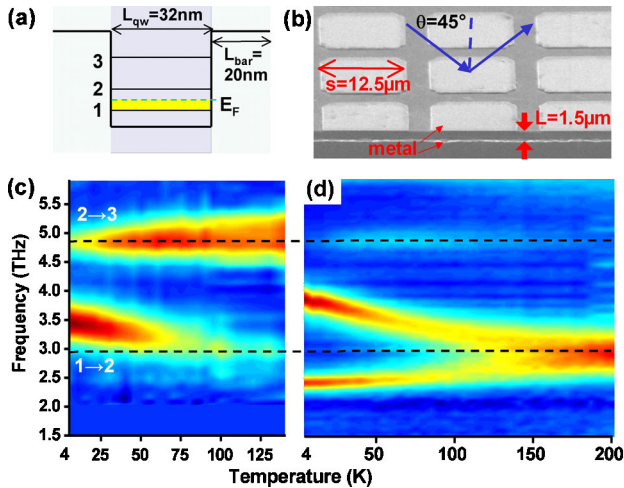 (a)
L_qw=32nm
3
2
1
E_F
L_bar=
20nm
(b)
θ=45°
s=12.5µm
L=1.5µm
metal
(c)
2→3
1→2
(d)
Frequency (THz)
5.5
5.0
4.5
4.0
3.5
3.0
2.5
2.0
1.5
4 25 50 75 100 125
4 50 100 150 200
Temperature (K)